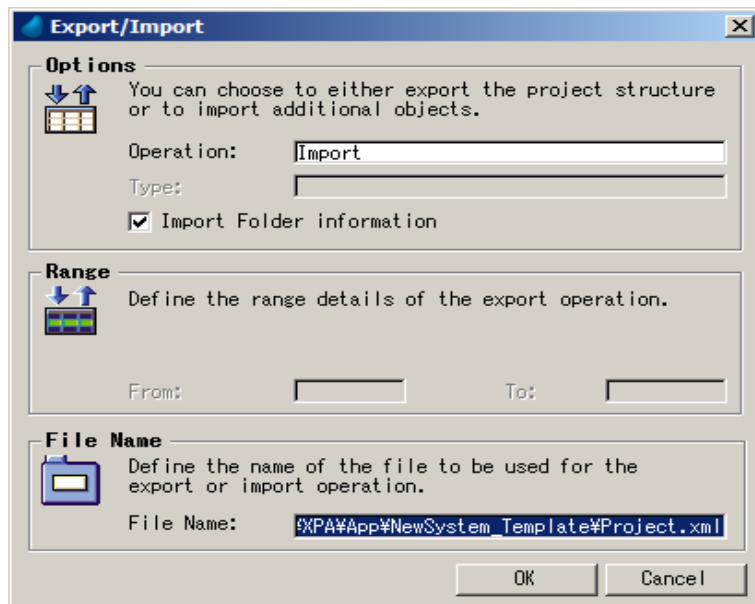 Export/Import
Options
You can choose to either export the project structure
or to import additional objects.
Operation: Import
Type:
Import Folder information
Range
Define the range details of the export operation.
From: To:
File Name
Define the name of the file to be used for the
export or import operation.
File Name: XPA¥App¥NewSystem_Template¥Project.xml
OK Cancel